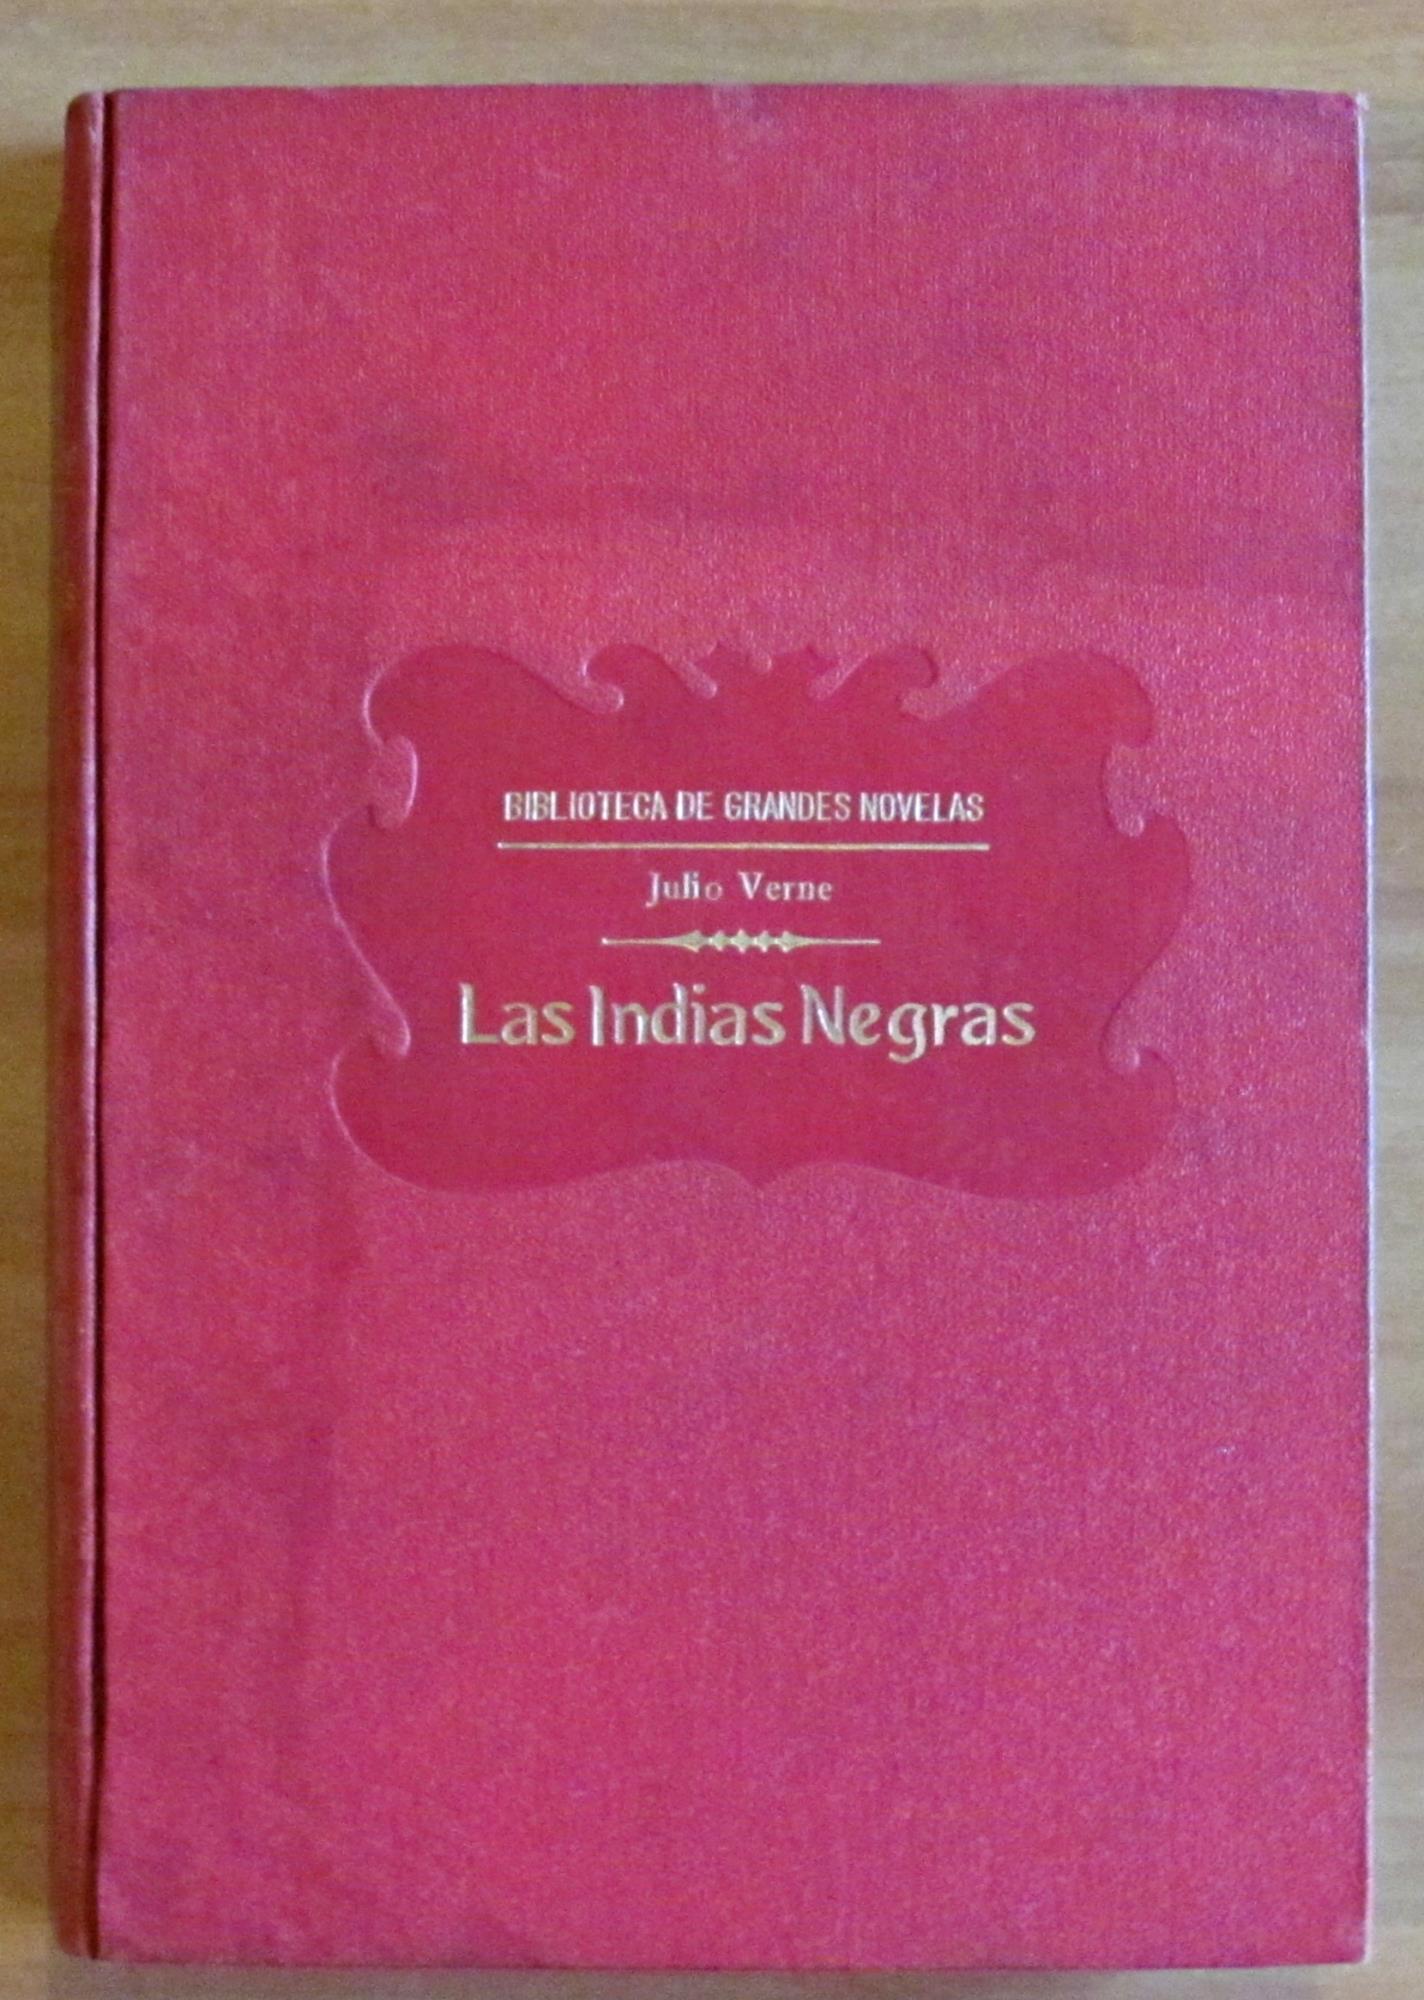 BIBLIOTECA DE GRANDES NOVELAS
Julio Verne
Las Indias Negras